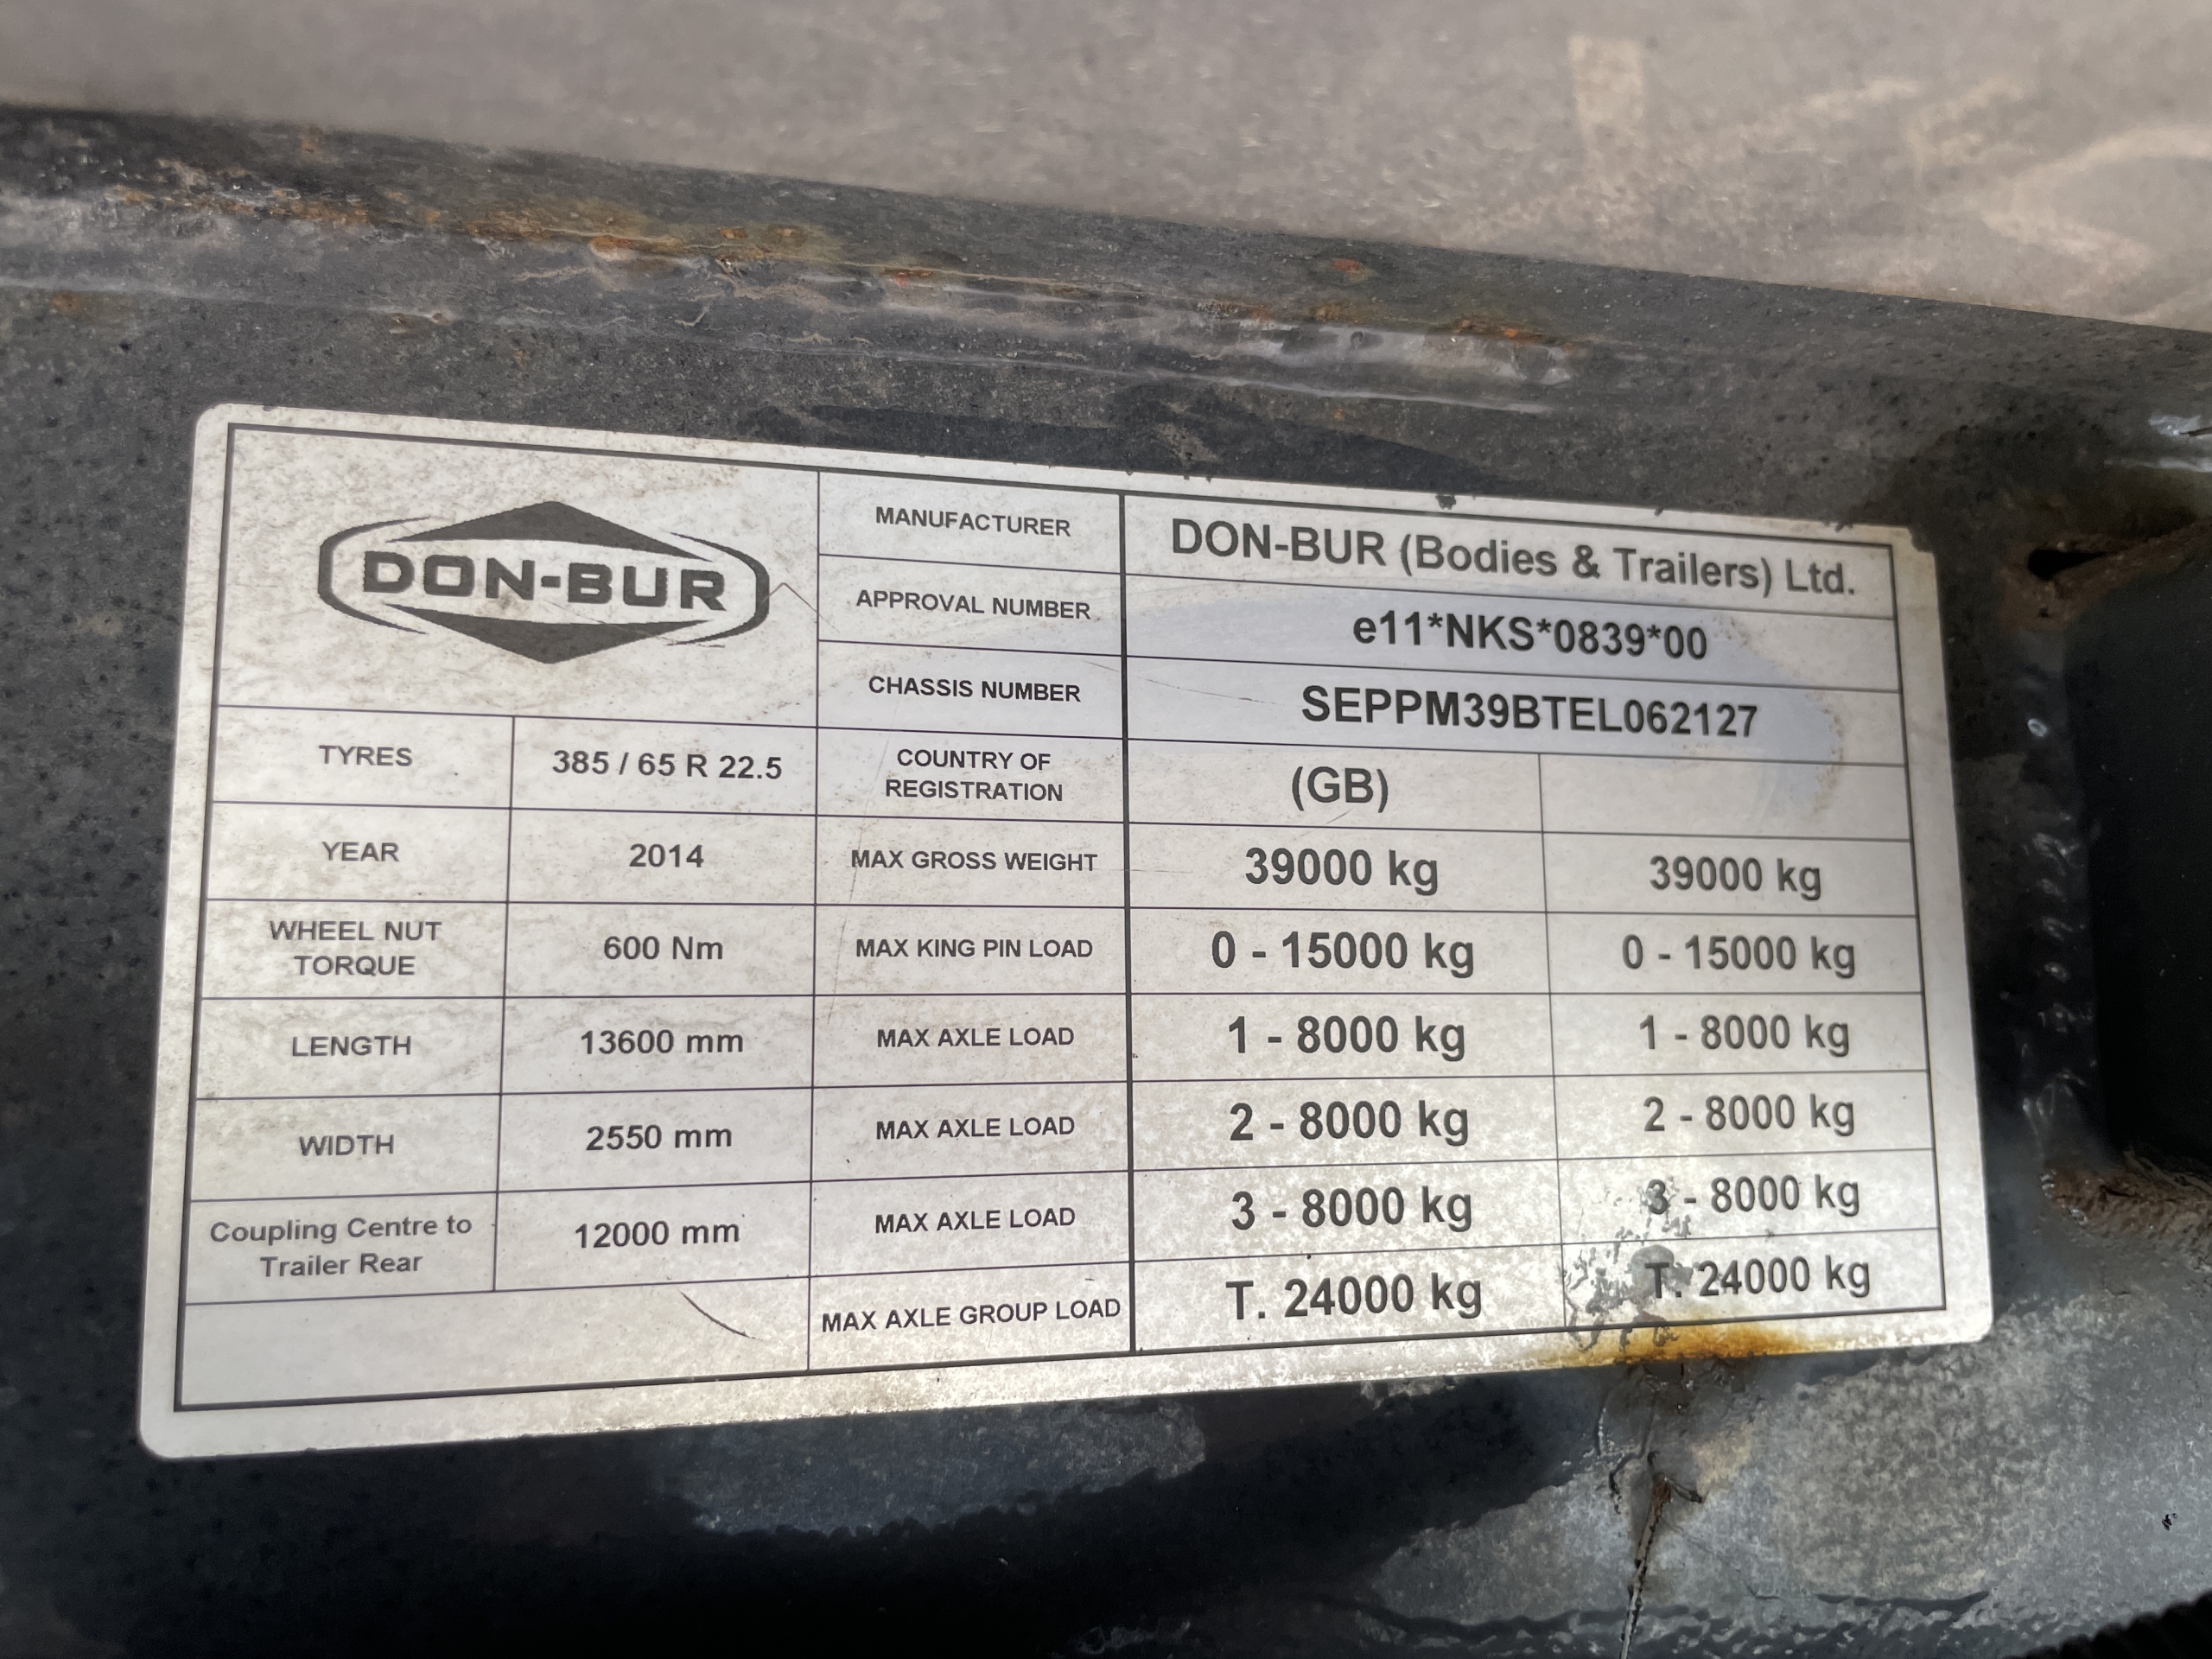 DON-BUR
MANUFACTURER DON-BUR (Bodies & Trailers) Ltd.
APPROVAL NUMBER e11*NKS*0839*00
CHASSIS NUMBER SEPPM39BTEL062127
TYRES 385 / 65 R 22.5
COUNTRY OF
REGISTRATION
(GB)
YEAR 2014
MAX GROSS WEIGHT 39000 kg 39000 kg
WHEEL NUT
TORQUE
600 Nm
MAX KING PIN LOAD 0 - 15000 kg 0 - 15000 kg
LENGTH 13600 mm
MAX AXLE LOAD 1 - 8000 kg 1 - 8000 kg
WIDTH 2550 mm
MAX AXLE LOAD 2 - 8000 kg 2 - 8000 kg
Coupling Centre to
Trailer Rear
12000 mm
MAX AXLE LOAD 3 - 8000 kg 3 - 8000 kg
MAX AXLE GROUP LOAD T. 24000 kg T. 24000 kg